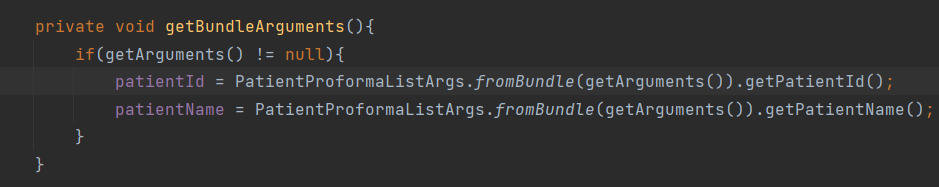 private void getBundleArguments(){
if(getArguments() != null){
patientId = PatientProformaListArgs.fromBundle(getArguments()).getPatientId();
patientName = PatientProformaListArgs.fromBundle(getArguments()).getPatientName();
}
}